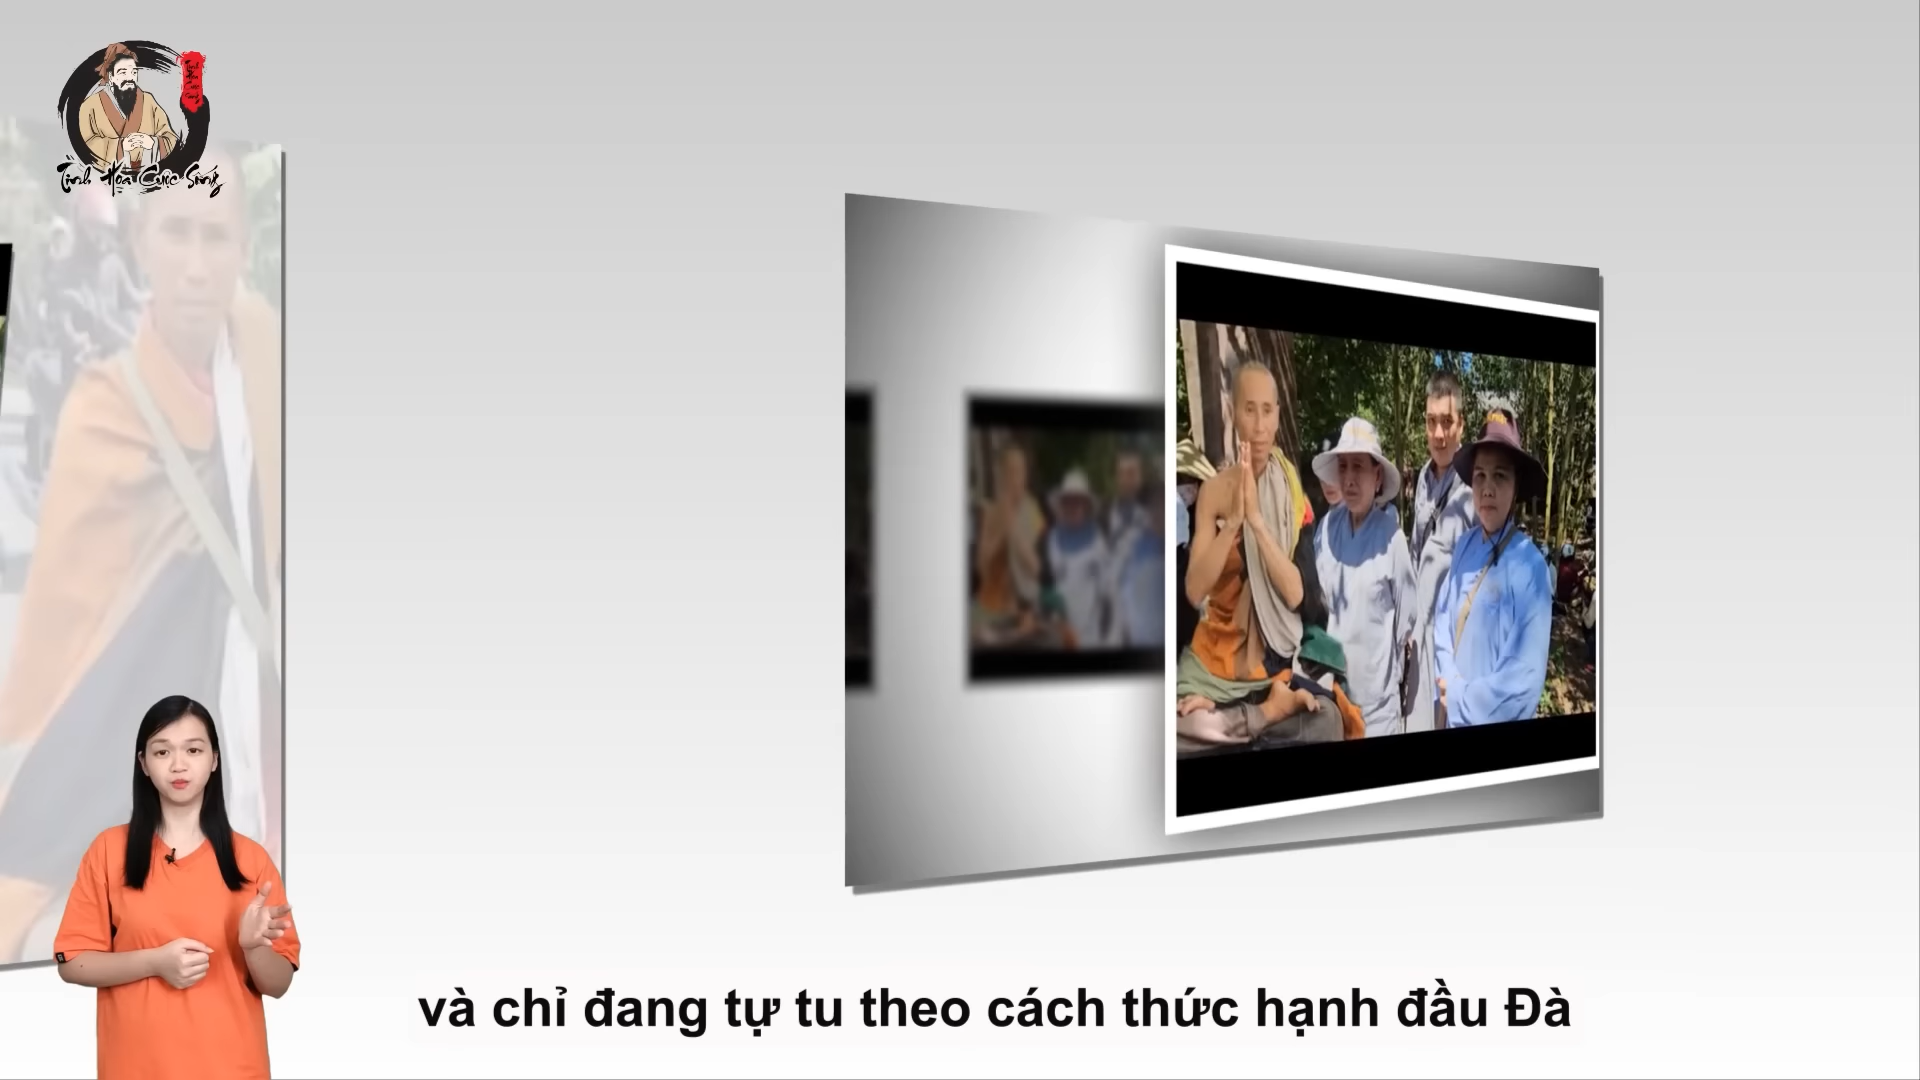 Tinh Hoa Cuộc Sống
và chỉ đang tự tu theo cách thức hạnh đầu Đà